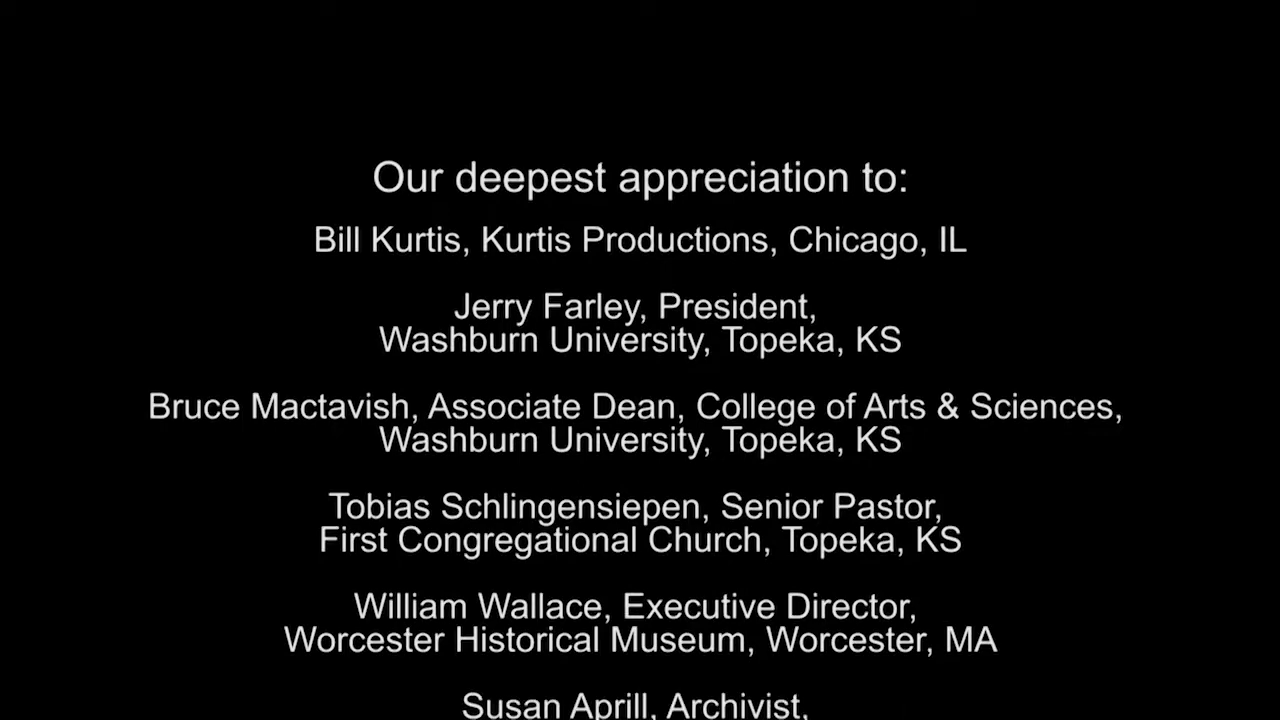 Our deepest appreciation to:
Bill Kurtis, Kurtis Productions, Chicago, IL
Jerry Farley, President,
Washburn University, Topeka, KS
Bruce Mactavish, Associate Dean, College of Arts & Sciences,
Washburn University, Topeka, KS
Tobias Schlingensiepen, Senior Pastor,
First Congregational Church, Topeka, KS
William Wallace, Executive Director,
Worcester Historical Museum, Worcester, MA
Susan Aprill, Archivist,